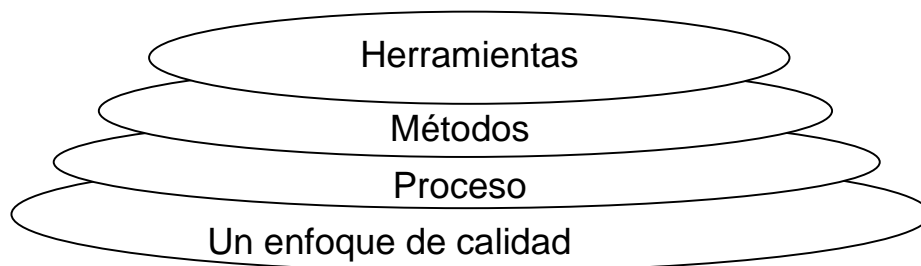 Herramientas
Métodos
Proceso
Un enfoque de calidad